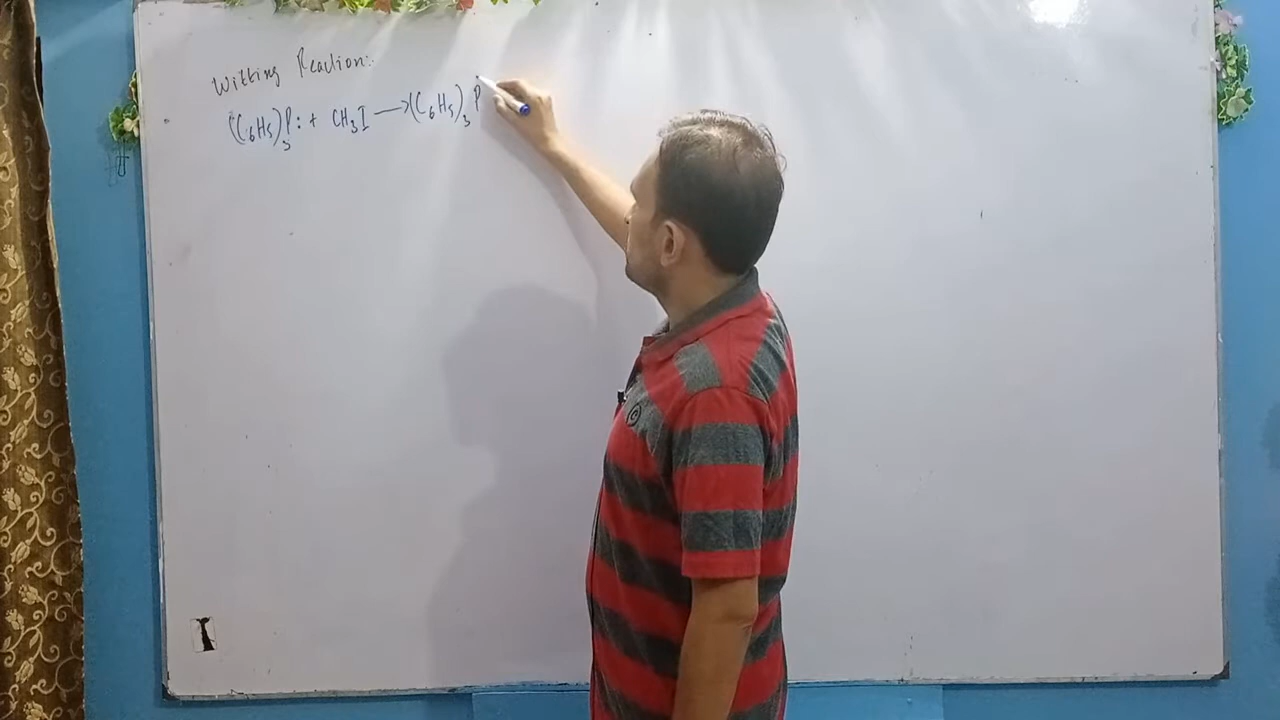 Witting Reaction:
(C₆H₅)₃P: + CH₃I ⟶ (C₆H₅)₃P